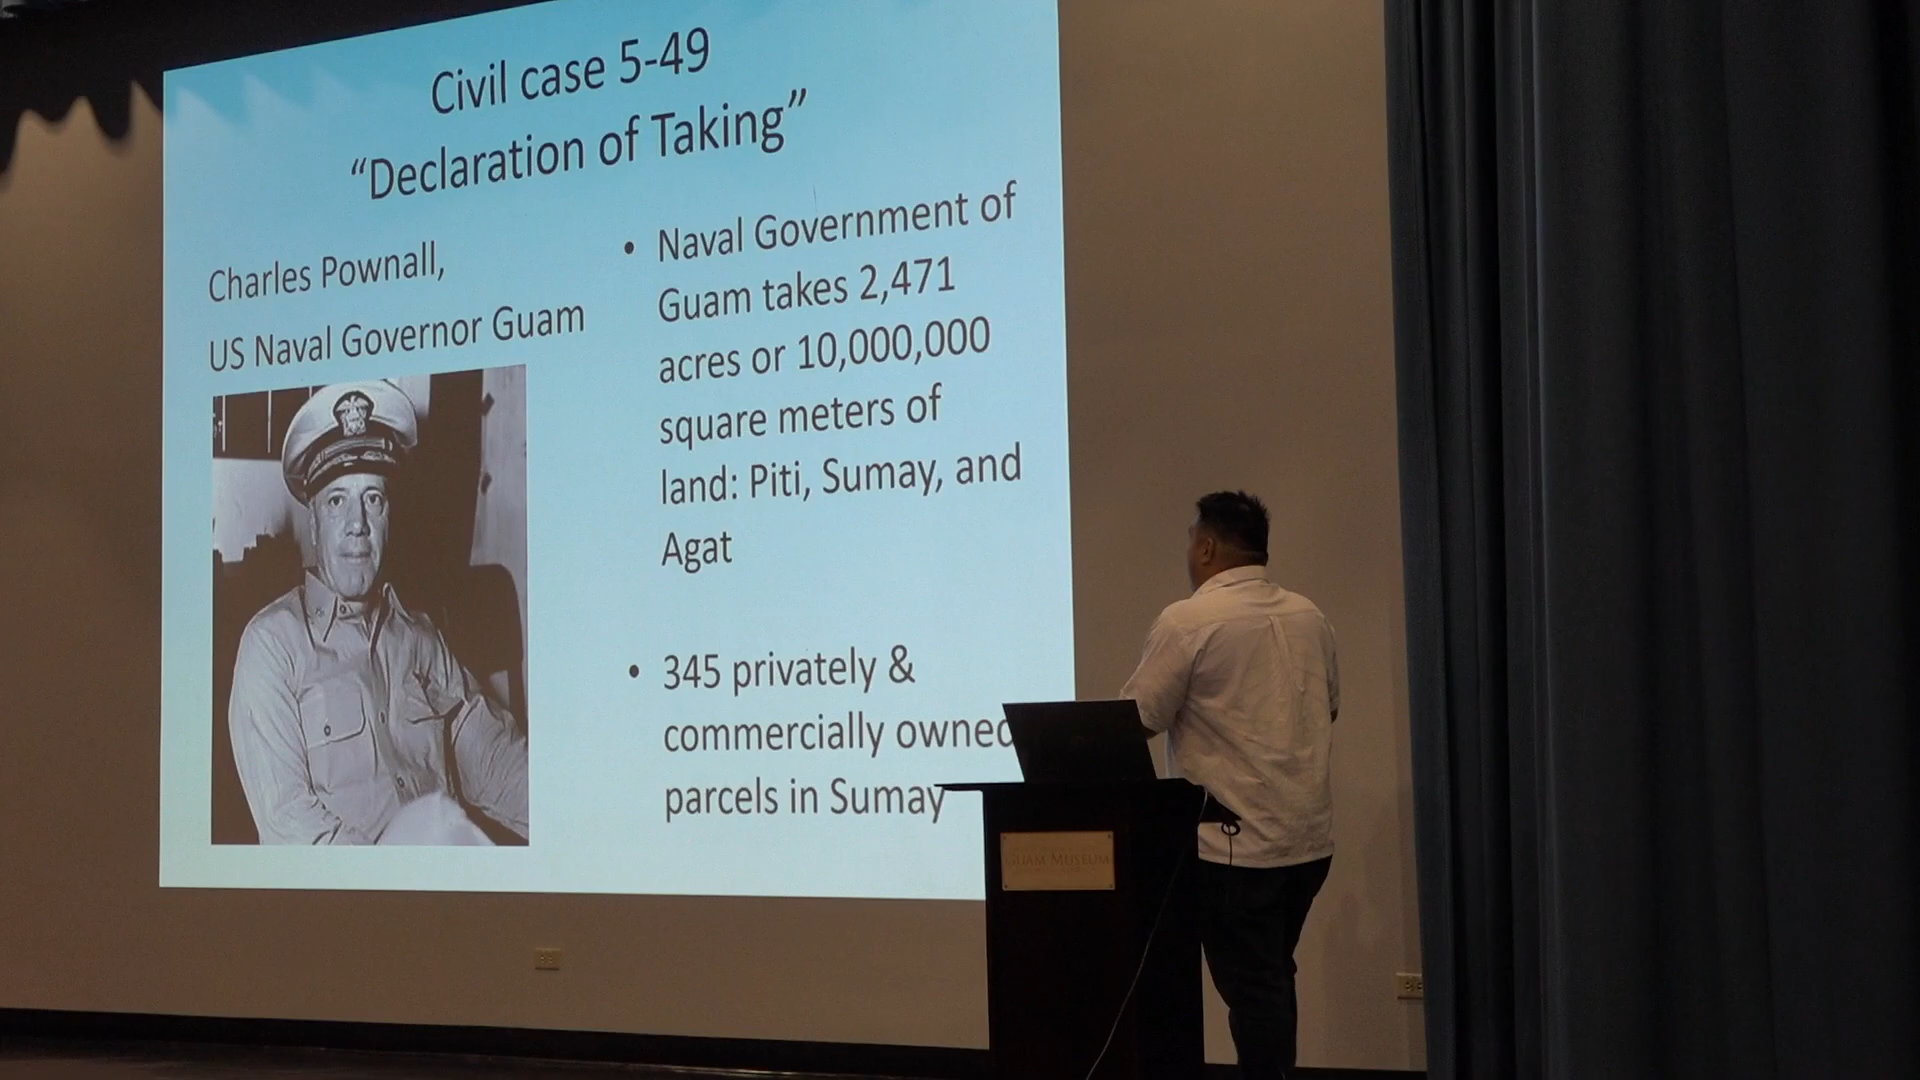 Civil case 5-49
“Declaration of Taking”
Charles Pownall,
US Naval Governor Guam
• Naval Government of
Guam takes 2,471
acres or 10,000,000
square meters of
land: Piti, Sumay, and
Agat
• 345 privately &
commercially owned
parcels in Sumay
GUAM MUSEUM